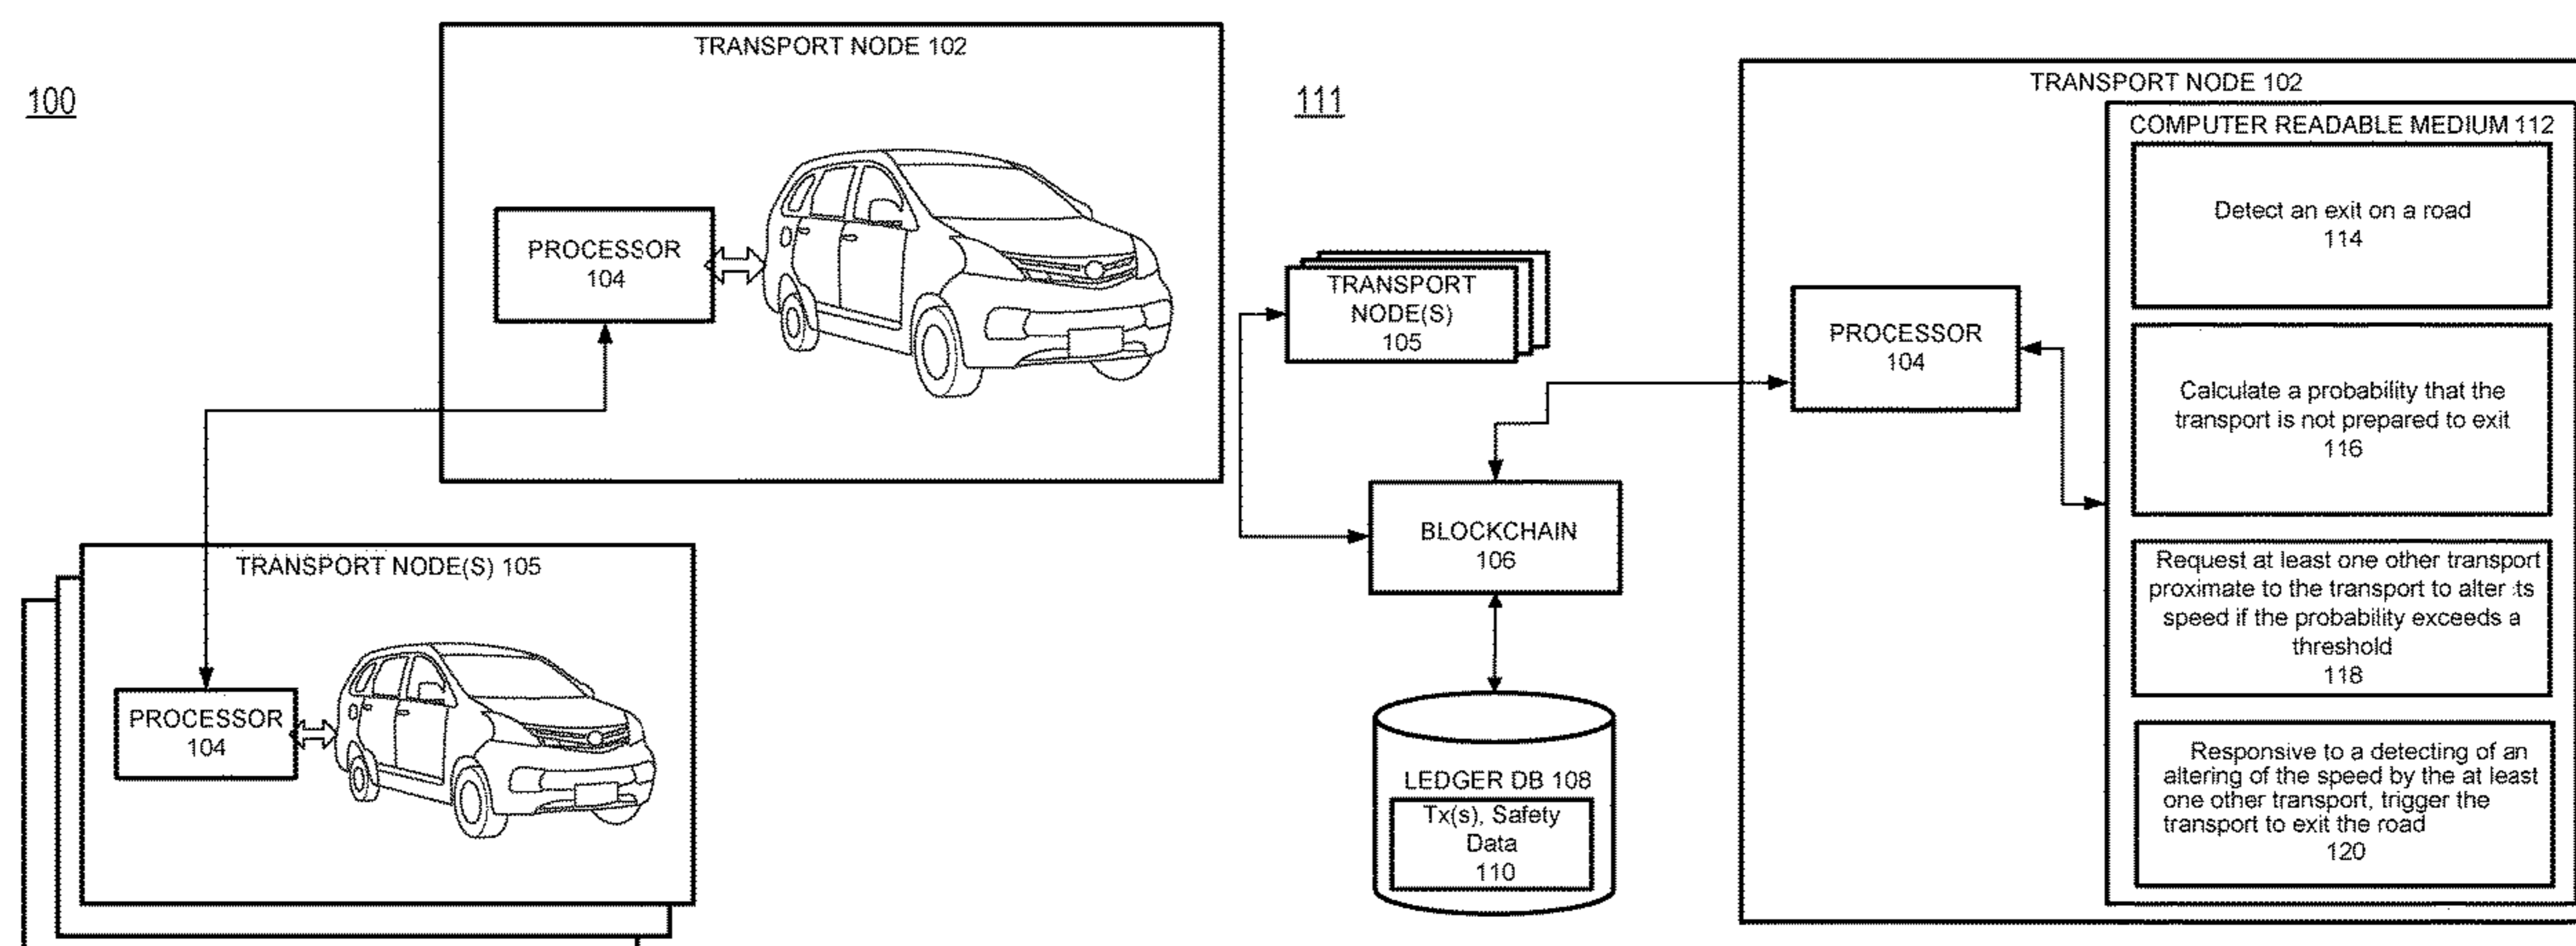 100
TRANSPORT NODE 102
PROCESSOR
104
TRANSPORT NODE(S) 105
PROCESSOR
104
111
TRANSPORT
NODE(S)
105
BLOCKCHAIN
106
LEDGER DB 108
Tx(s), Safety
Data
110
TRANSPORT NODE 102
PROCESSOR
104
COMPUTER READABLE MEDIUM 112
Detect an exit on a road
114
Calculate a probability that the
transport is not prepared to exit
116
Request at least one other transport
proximate to the transport to alter its
speed if the probability exceeds a
threshold
118
Responsive to a detecting of an
altering of the speed by the at least
one other transport, trigger the
transport to exit the road
120